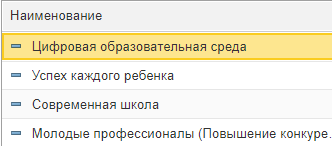 Наименование
Цифровая образовательная среда
Успех каждого ребенка
Современная школа
Молодые профессионалы (Повышение конкуре...